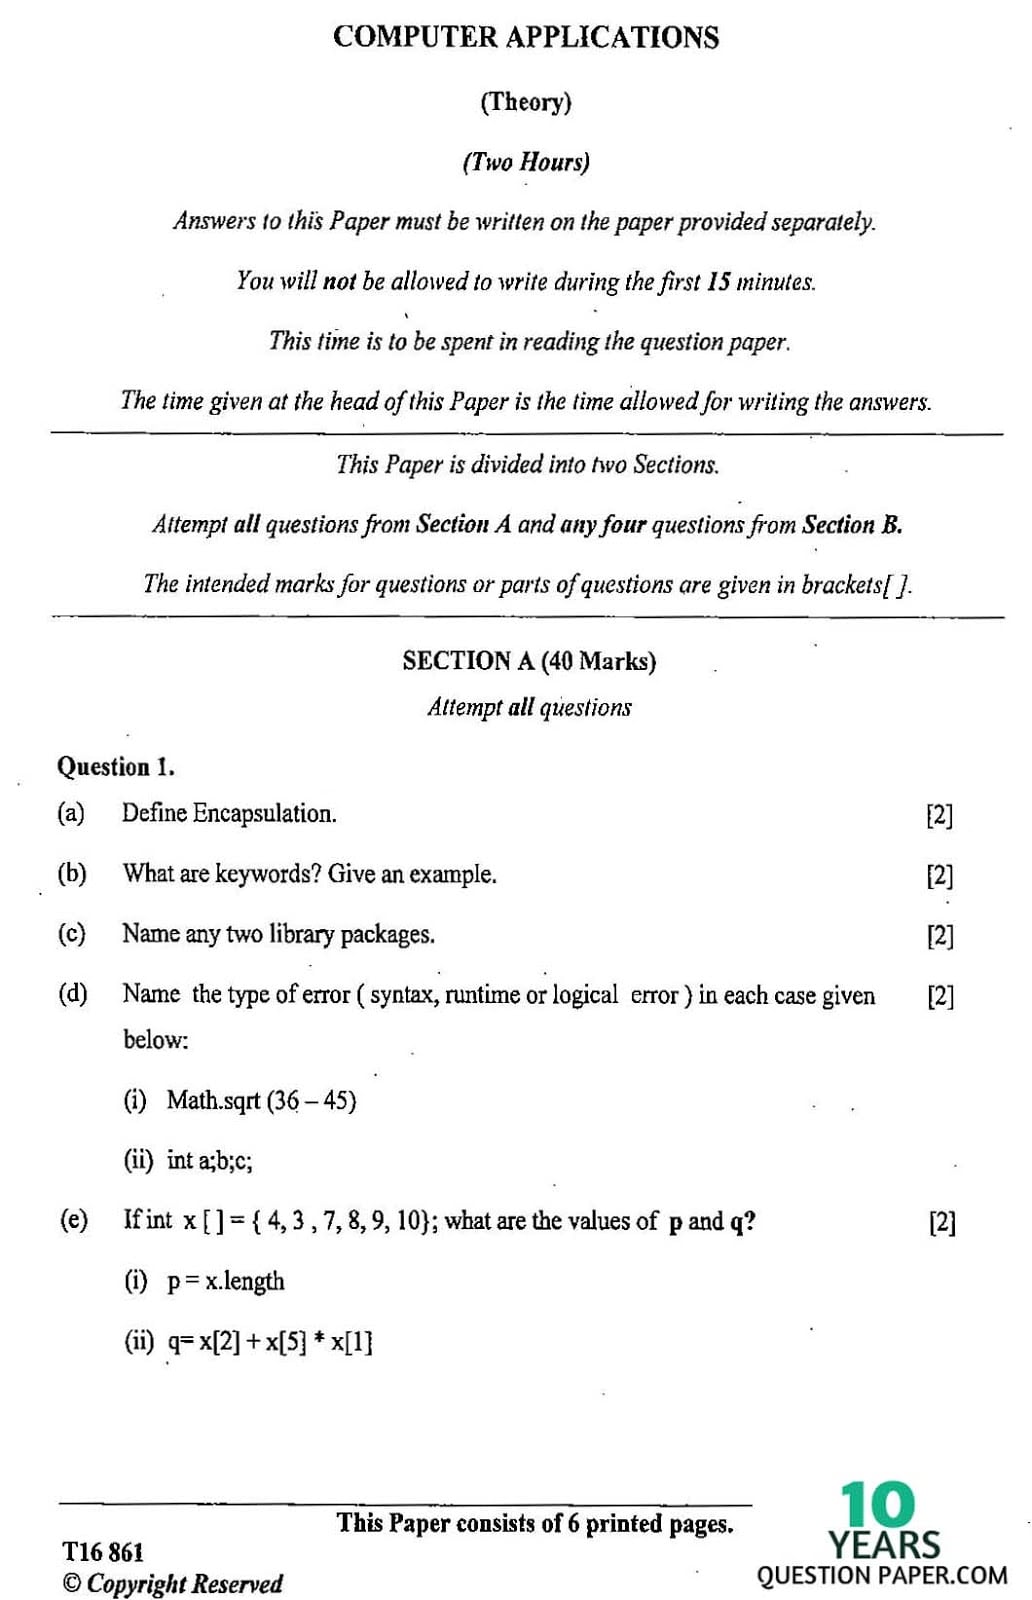 COMPUTER APPLICATIONS
(Theory)
(Two Hours)
Answers to this Paper must be written on the paper provided separately.
You will not be allowed to write during the first 15 minutes.
This time is to be spent in reading the question paper.
The time given at the head of this Paper is the time allowed for writing the answers.
This Paper is divided into two Sections.
Attempt all questions from Section A and any four questions from Section B.
The intended marks for questions or parts of questions are given in brackets[ ].
SECTION A (40 Marks)
Attempt all questions
Question 1.
(a) Define Encapsulation. [2]
(b) What are keywords? Give an example. [2]
(c) Name any two library packages. [2]
(d) Name the type of error ( syntax, runtime or logical error ) in each case given [2]
below:
(i) Math.sqrt (36 – 45)
(ii) int a;b;c;
(e) If int x [ ] = { 4, 3 , 7, 8, 9, 10}; what are the values of p and q? [2]
(i) p = x.length
(ii) q= x[2] + x[5] * x[1]
This Paper consists of 6 printed pages.
T16 861
© Copyright Reserved
10
YEARS
QUESTION PAPER.COM